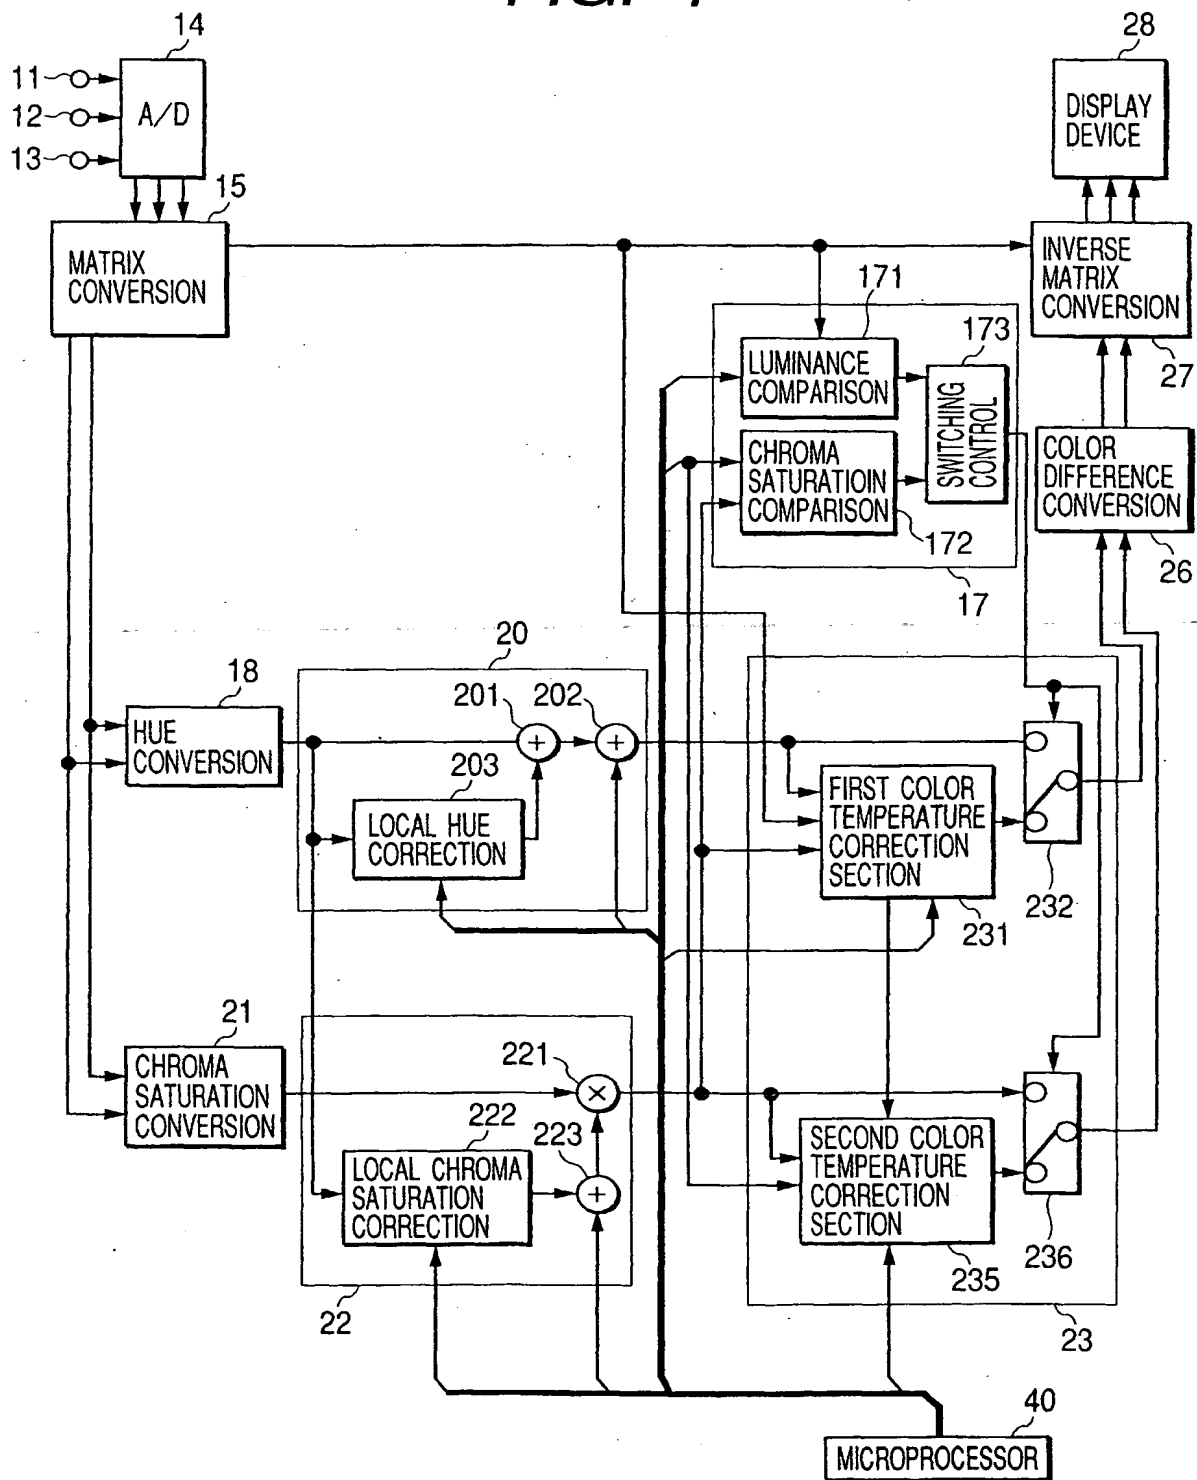 14
28
11
12
13
A/D
DISPLAY
DEVICE
15
MATRIX
CONVERSION
INVERSE
MATRIX
CONVERSION
27
171
173
LUMINANCE
COMPARISON
SWITCHING
CONTROL
CHROMA
SATURATIOIN
COMPARISON
172
17
COLOR
DIFFERENCE
CONVERSION
26
20
18
HUE
CONVERSION
201
202
+
+
203
LOCAL HUE
CORRECTION
FIRST COLOR
TEMPERATURE
CORRECTION
SECTION
231
232
21
CHROMA
SATURATION
CONVERSION
221
×
222
223
+
LOCAL CHROMA
SATURATION
CORRECTION
22
SECOND COLOR
TEMPERATURE
CORRECTION
SECTION
235
236
23
40
MICROPROCESSOR